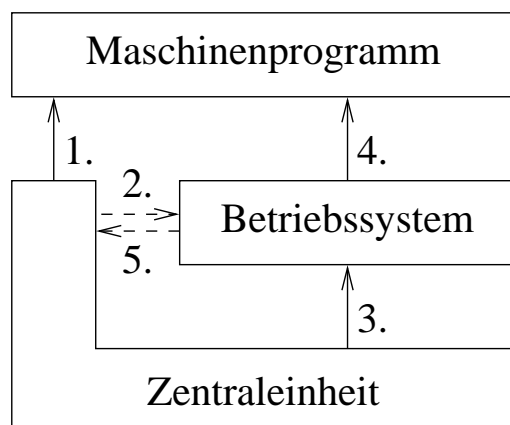 Maschinenprogramm
1.
4.
2.
Betriebssystem
5.
3.
Zentraleinheit